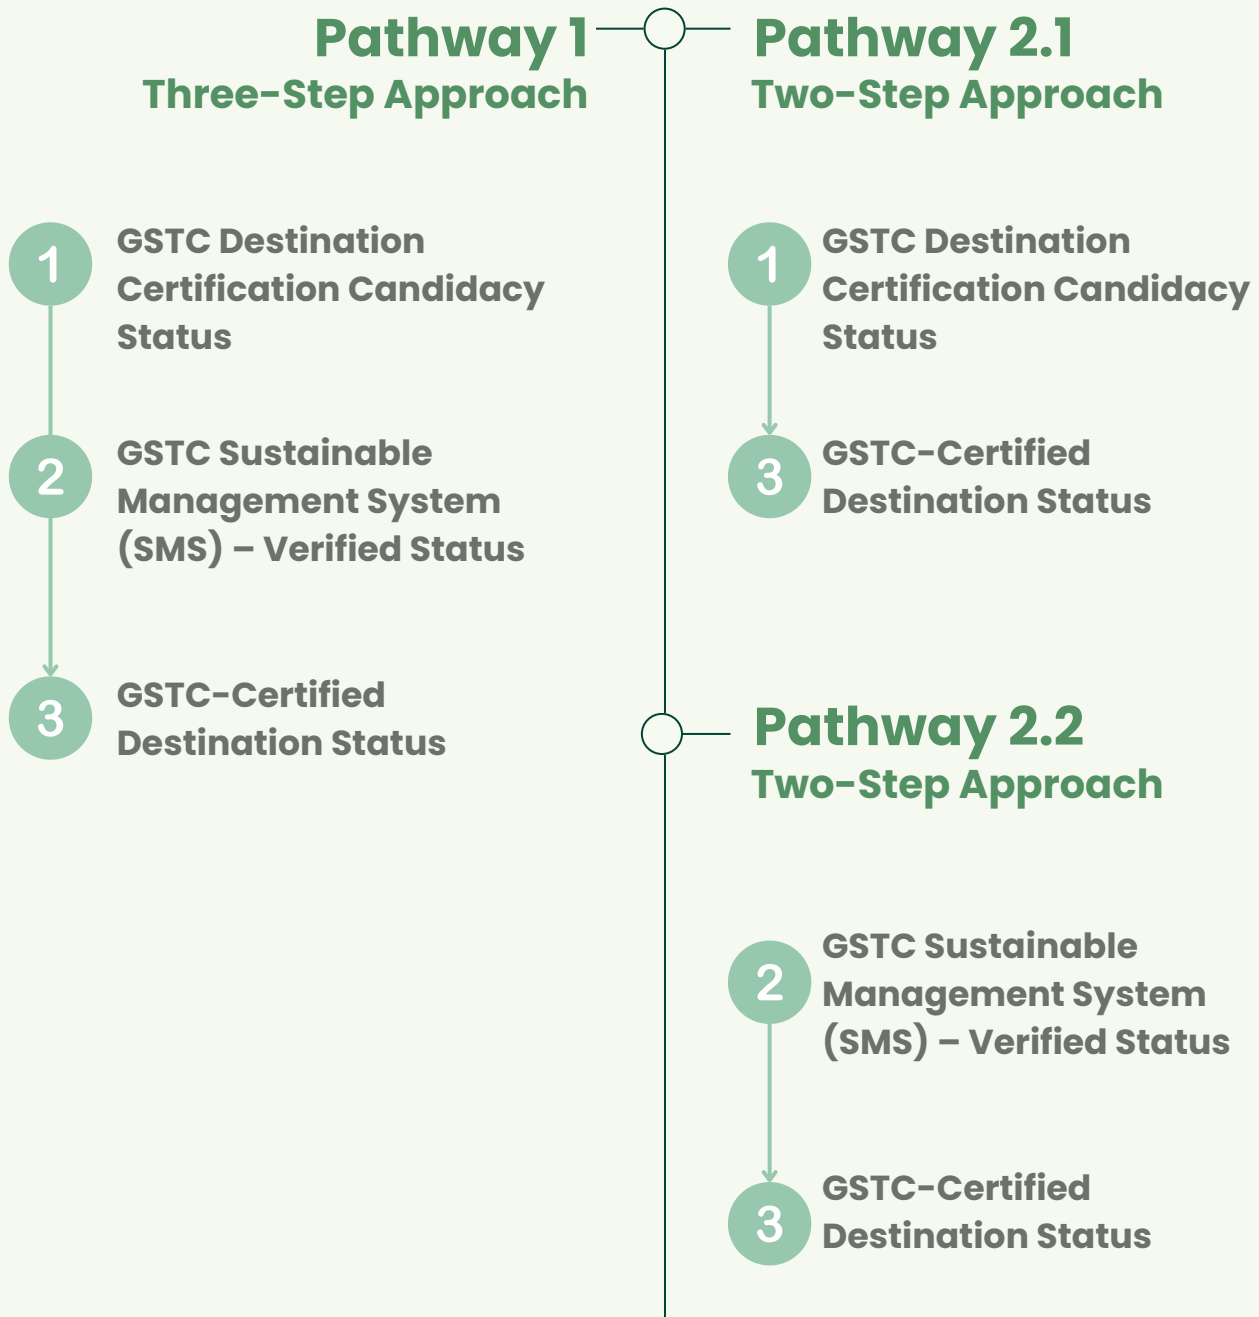 Pathway 1
Three-Step Approach
1
GSTC Destination
Certification Candidacy
Status
2
GSTC Sustainable
Management System
(SMS) – Verified Status
3
GSTC-Certified
Destination Status
Pathway 2.1
Two-Step Approach
1
GSTC Destination
Certification Candidacy
Status
3
GSTC-Certified
Destination Status
Pathway 2.2
Two-Step Approach
2
GSTC Sustainable
Management System
(SMS) – Verified Status
3
GSTC-Certified
Destination Status